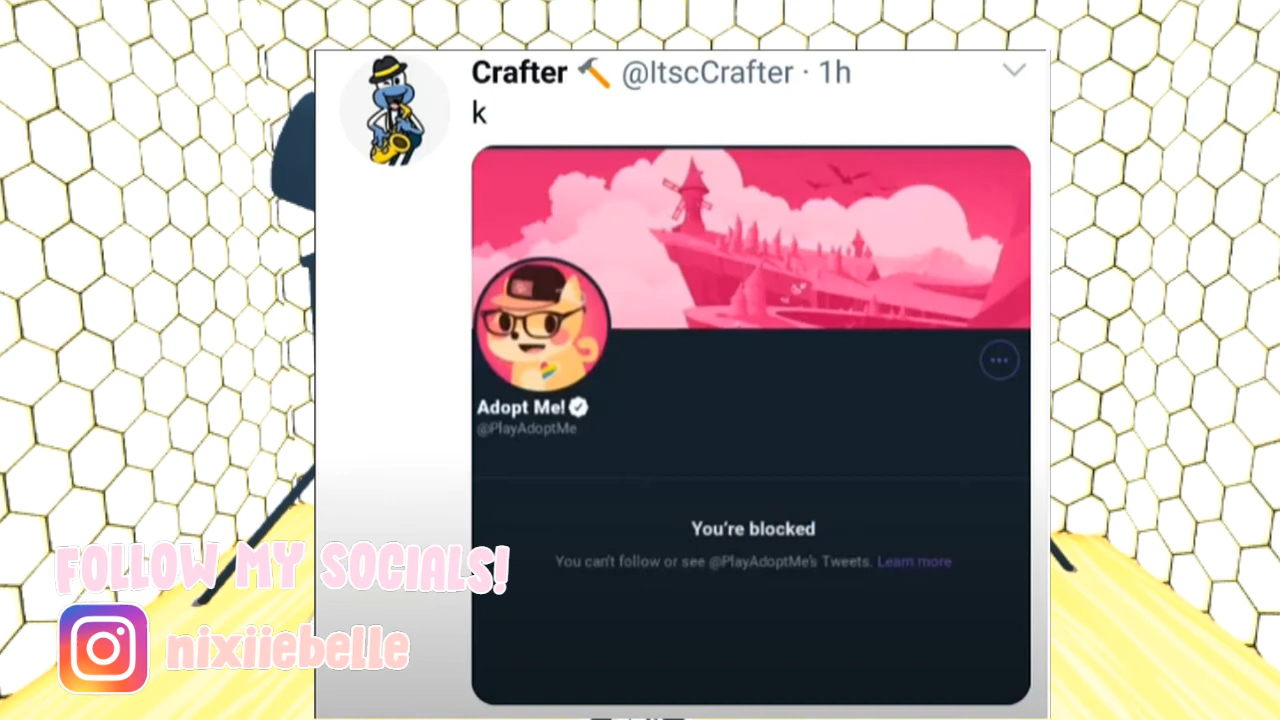 Crafter 🔨 @ItscCrafter · 1h
k
Adopt Me!
@PlayAdoptMe
You're blocked
You can't follow or see @PlayAdoptMe's Tweets. Learn more
FOLLOW MY SOCIALS!
nixiiebelle